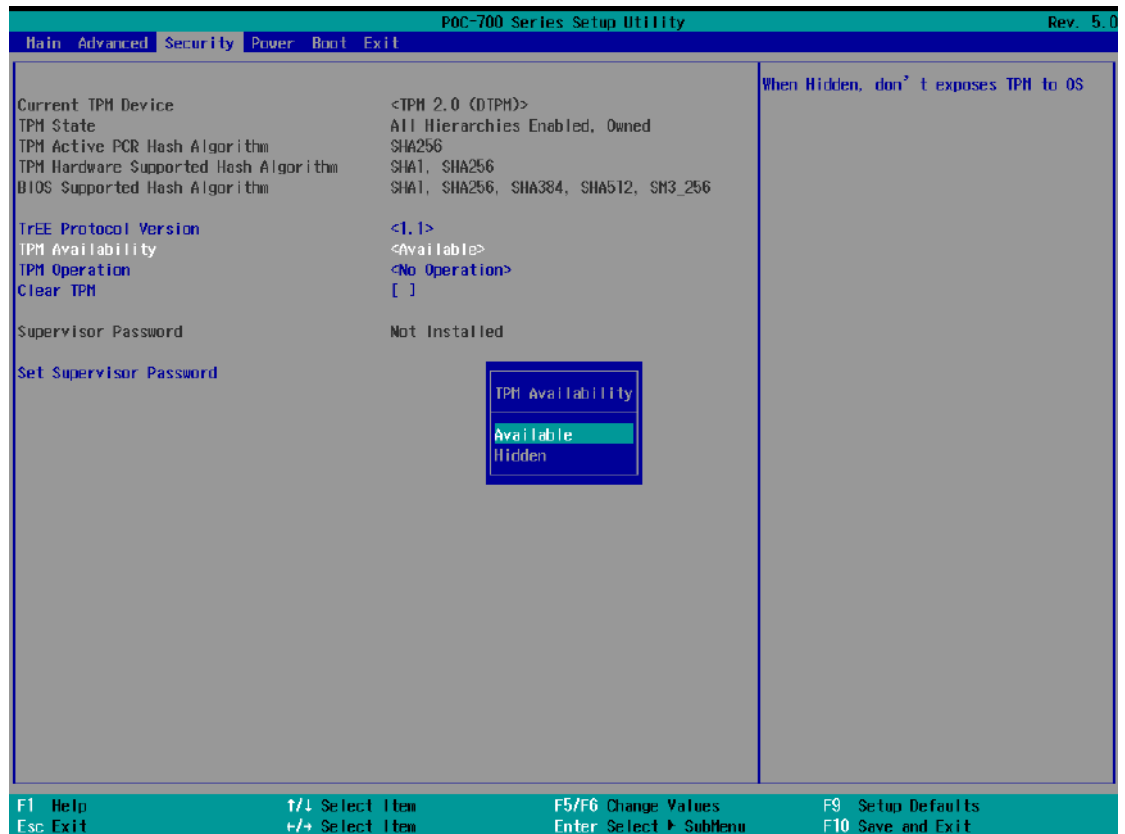 POC-700 Series Setup Utility Rev. 5.0
Main Advanced Security Power Boot Exit
When Hidden, don't exposes TPM to OS
Current TPM Device <TPM 2.0 (DTPM)>
TPM State All Hierarchies Enabled, Owned
TPM Active PCR Hash Algorithm SHA256
TPM Hardware Supported Hash Algorithm SHA1, SHA256
BIOS Supported Hash Algorithm SHA1, SHA256, SHA384, SHA512, SM3_256
TrEE Protocol Version <1.1>
TPM Availability <Available>
TPM Operation <No Operation>
Clear TPM [ ]
Supervisor Password Not Installed
Set Supervisor Password
TPM Availability
Available
Hidden
F1 Help ↑/↓ Select Item F5/F6 Change Values F9 Setup Defaults
Esc Exit ←/→ Select Item Enter Select ▶ SubMenu F10 Save and Exit